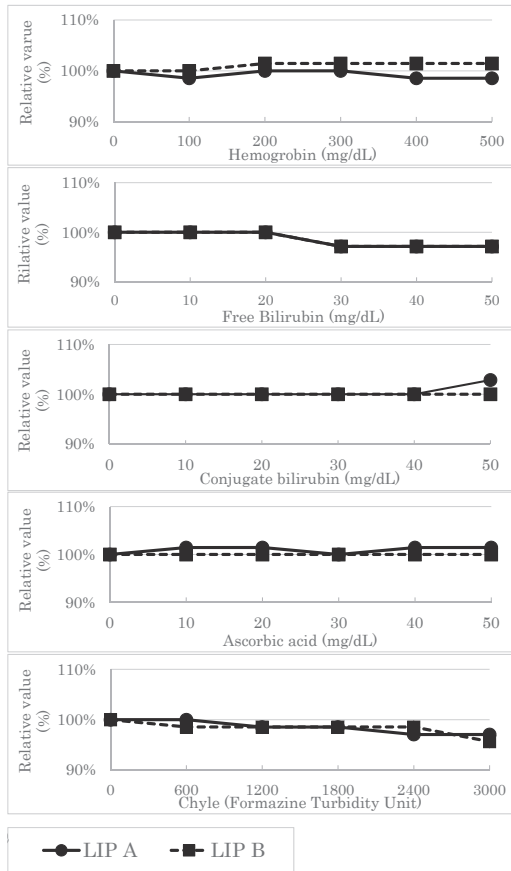 Relative varue
(%)
110%
100%
90%
0 100 200 300 400 500
Hemogrobin (mg/dL)
Rilative value
(%)
110%
100%
90%
0 10 20 30 40 50
Free Bilirubin (mg/dL)
Relative value
(%)
110%
100%
90%
0 10 20 30 40 50
Conjugate bilirubin (mg/dL)
Relative value
(%)
110%
100%
90%
0 10 20 30 40 50
Ascorbic acid (mg/dL)
Relative value
(%)
110%
100%
90%
0 600 1200 1800 2400 3000
Chyle (Formazine Turbidity Unit)
LIP A LIP B